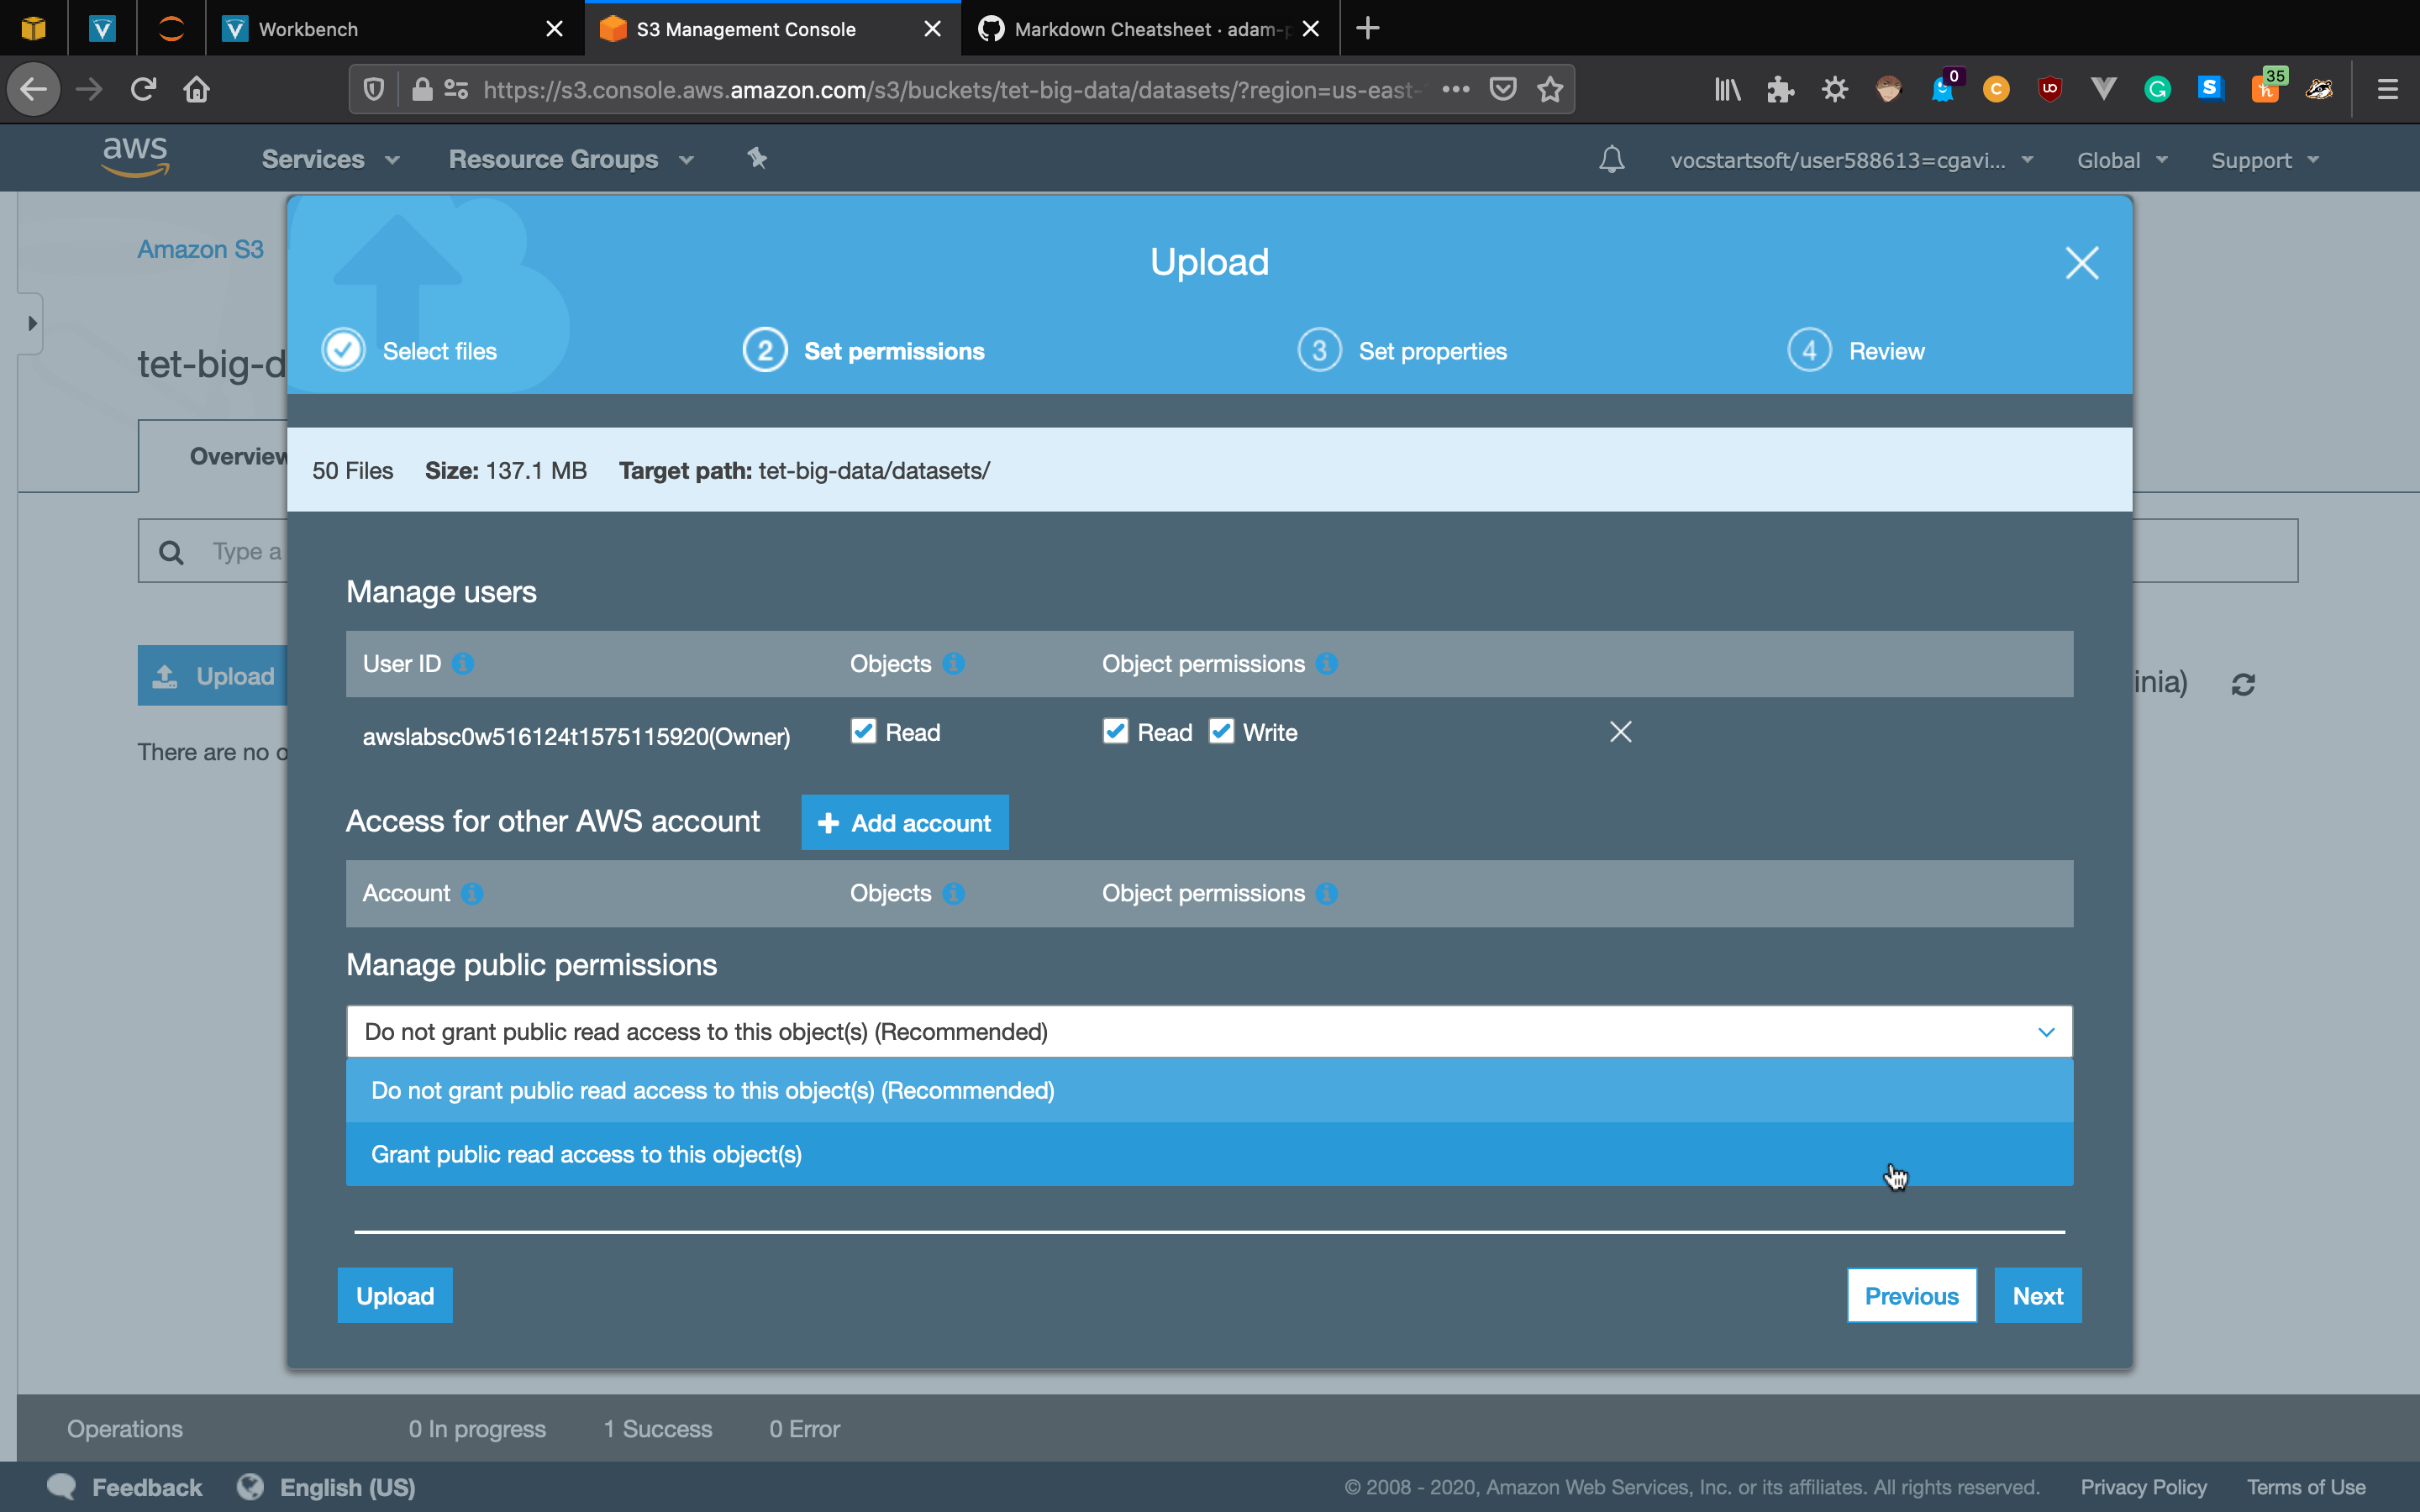 Workbench
S3 Management Console
Markdown Cheatsheet · adam-p
https://s3.console.aws.amazon.com/s3/buckets/tet-big-data/datasets/?region=us-east-
0
C
UD
G
S
35
h
aws
Services
Resource Groups
vocstartsoft/user588613=cgavi...
Global
Support
Amazon S3
Upload
Select files
2 Set permissions
3 Set properties
4 Review
tet-big-d
Overview
50 Files Size: 137.1 MB Target path: tet-big-data/datasets/
Type a
Manage users
User ID Objects Object permissions
Upload
inia)
awslabsc0w516124t1575115920(Owner) Read Read Write
There are no o
Access for other AWS account
Add account
Account Objects Object permissions
Manage public permissions
Do not grant public read access to this object(s) (Recommended)
Do not grant public read access to this object(s) (Recommended)
Grant public read access to this object(s)
Upload
Previous
Next
Operations 0 In progress 1 Success 0 Error
Feedback English (US)
© 2008 - 2020, Amazon Web Services, Inc. or its affiliates. All rights reserved. Privacy Policy Terms of Use